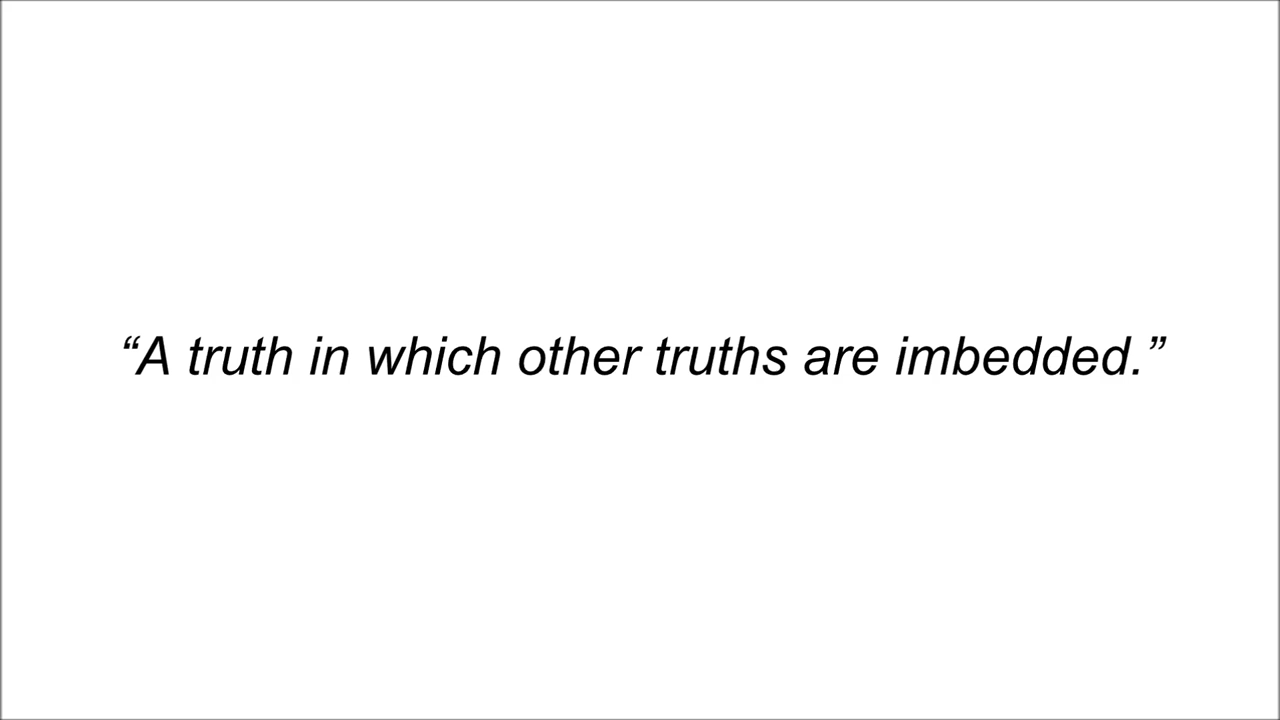 “A truth in which other truths are imbedded.”